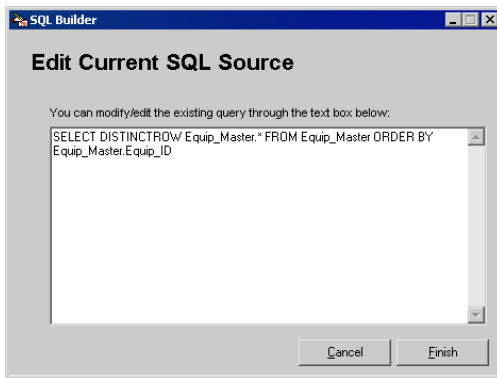 SQL Builder
Edit Current SQL Source
You can modify/edit the existing query through the text box below:
SELECT DISTINCTROW Equip_Master.* FROM Equip_Master ORDER BY
Equip_Master.Equip_ID
Cancel
Finish